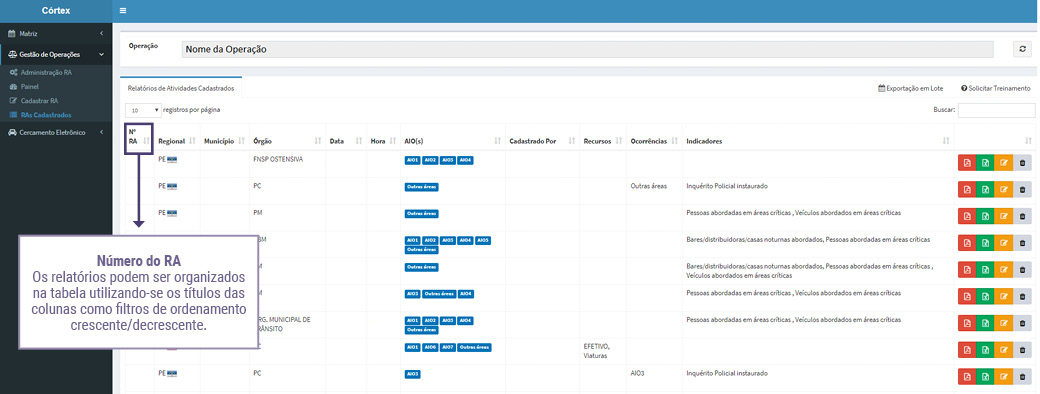 Córtex
Matriz
Gestão de Operações
Administração RA
Painel
Cadastrar RA
RAs Cadastrados
Cercamento Eletrônico
Operação
Nome da Operação
Relatórios de Atividades Cadastrados
Exportação em Lote
Solicitar Treinamento
10 registros por página
Buscar:
Nº RA Regional Município Órgão Data Hora AIO(s) Cadastrado Por Recursos Ocorrências Indicadores
PE FNSP OSTENSIVA AIO1 AIO2 AIO3 AIO4
PE PC Outras áreas Outras áreas Inquérito Policial instaurado
PE PM Outras áreas Pessoas abordadas em áreas críticas , Veículos abordados em áreas críticas
AIO1 AIO2 AIO3 AIO4 AIO5 Bares/distribuidoras/casas noturnas abordados, Pessoas abordadas em áreas críticas
Outras áreas
Outras áreas Bares/distribuidoras/casas noturnas abordados, Pessoas abordadas em áreas críticas ,
Veículos abordados em áreas críticas
AIO3 Outras áreas AIO4 Pessoas abordadas em áreas críticas , Veículos abordados em áreas críticas
RG. MUNICIPAL DE AIO1 AIO2 AIO3 AIO4 Pessoas abordadas em áreas críticas , Veículos abordados em áreas críticas
RÂNSITO Outras áreas
AIO1 AIO6 AIO7 Outras áreas EFETIVO,
Viaturas
PE PC AIO3 AIO3 Inquérito Policial instaurado
Número do RA
Os relatórios podem ser organizados
na tabela utilizando-se os títulos das
colunas como filtros de ordenamento
crescente/decrescente.